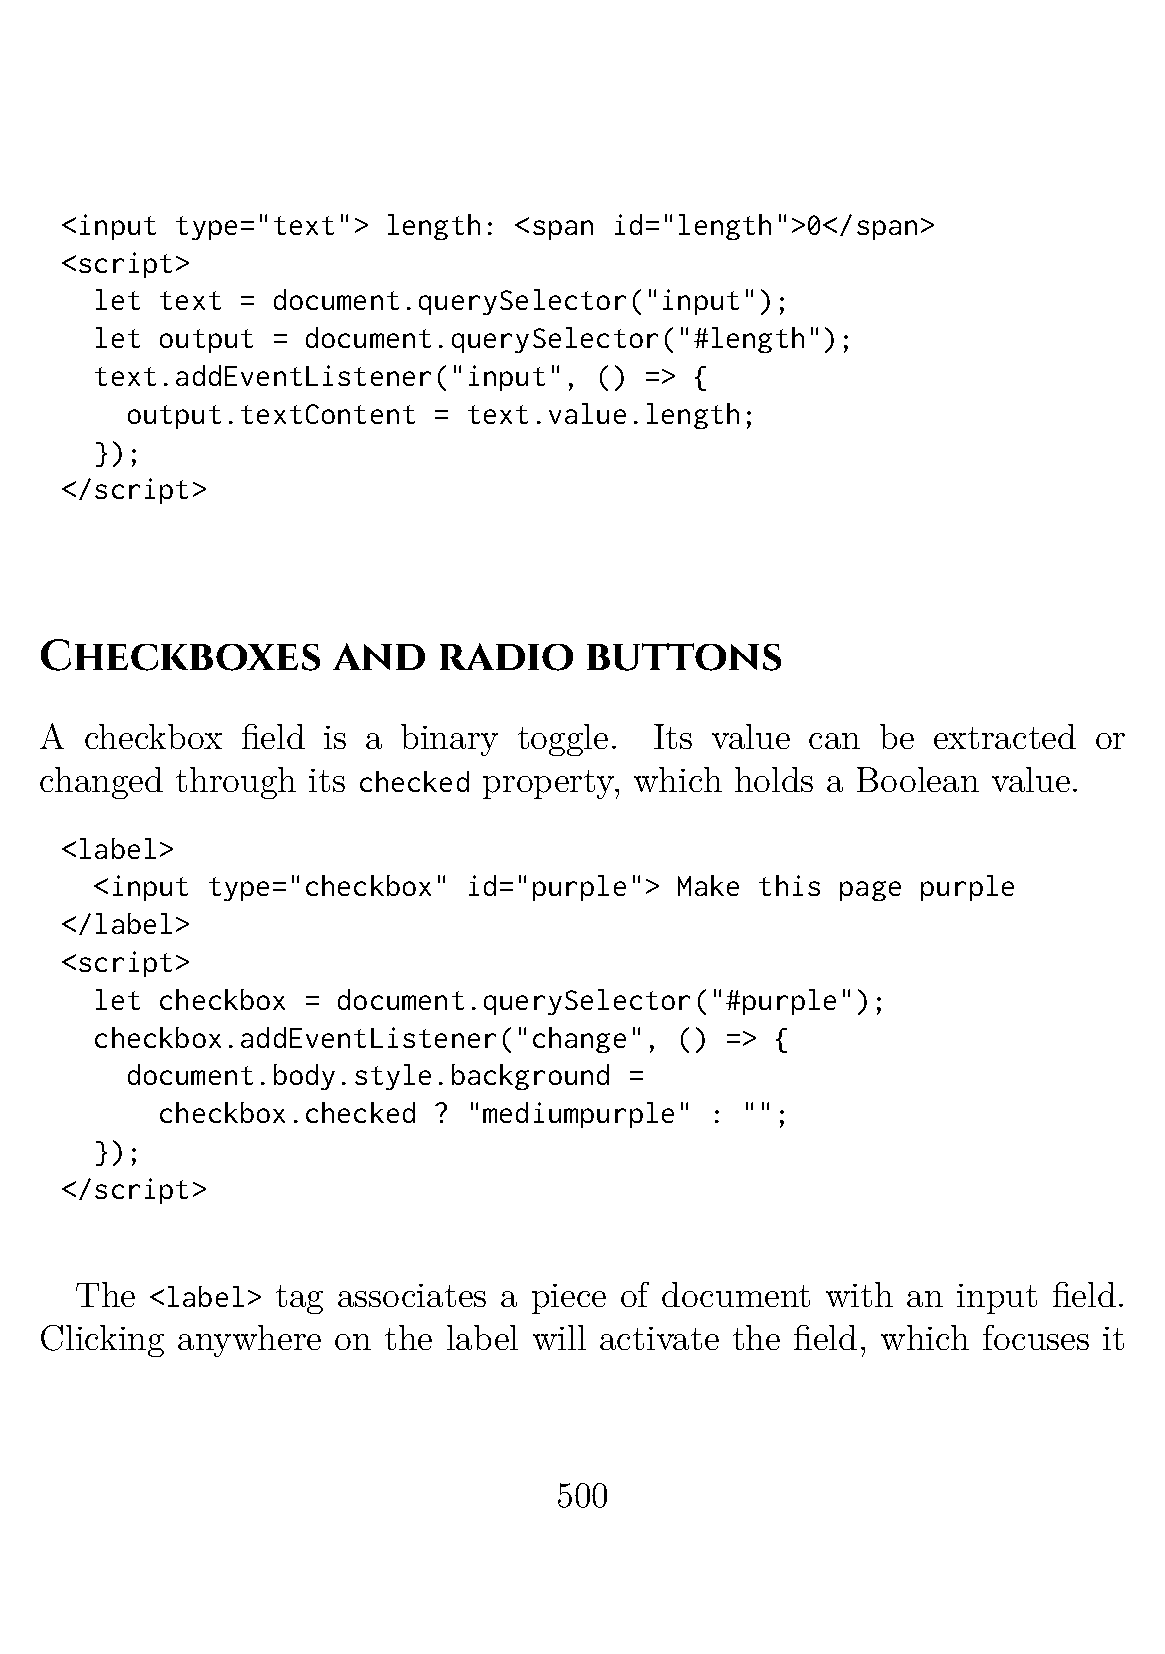 <input type="text"> length: <span id="length">0</span>
<script>
  let text = document.querySelector("input");
  let output = document.querySelector("#length");
  text.addEventListener("input", () => {
    output.textContent = text.value.length;
  });
</script>
Checkboxes and radio buttons
A checkbox field is a binary toggle. Its value can be extracted or
changed through its checked property, which holds a Boolean value.
<label>
  <input type="checkbox" id="purple"> Make this page purple
</label>
<script>
  let checkbox = document.querySelector("#purple");
  checkbox.addEventListener("change", () => {
    document.body.style.background =
      checkbox.checked ? "mediumpurple" : "";
  });
</script>
The <label> tag associates a piece of document with an input field.
Clicking anywhere on the label will activate the field, which focuses it
500